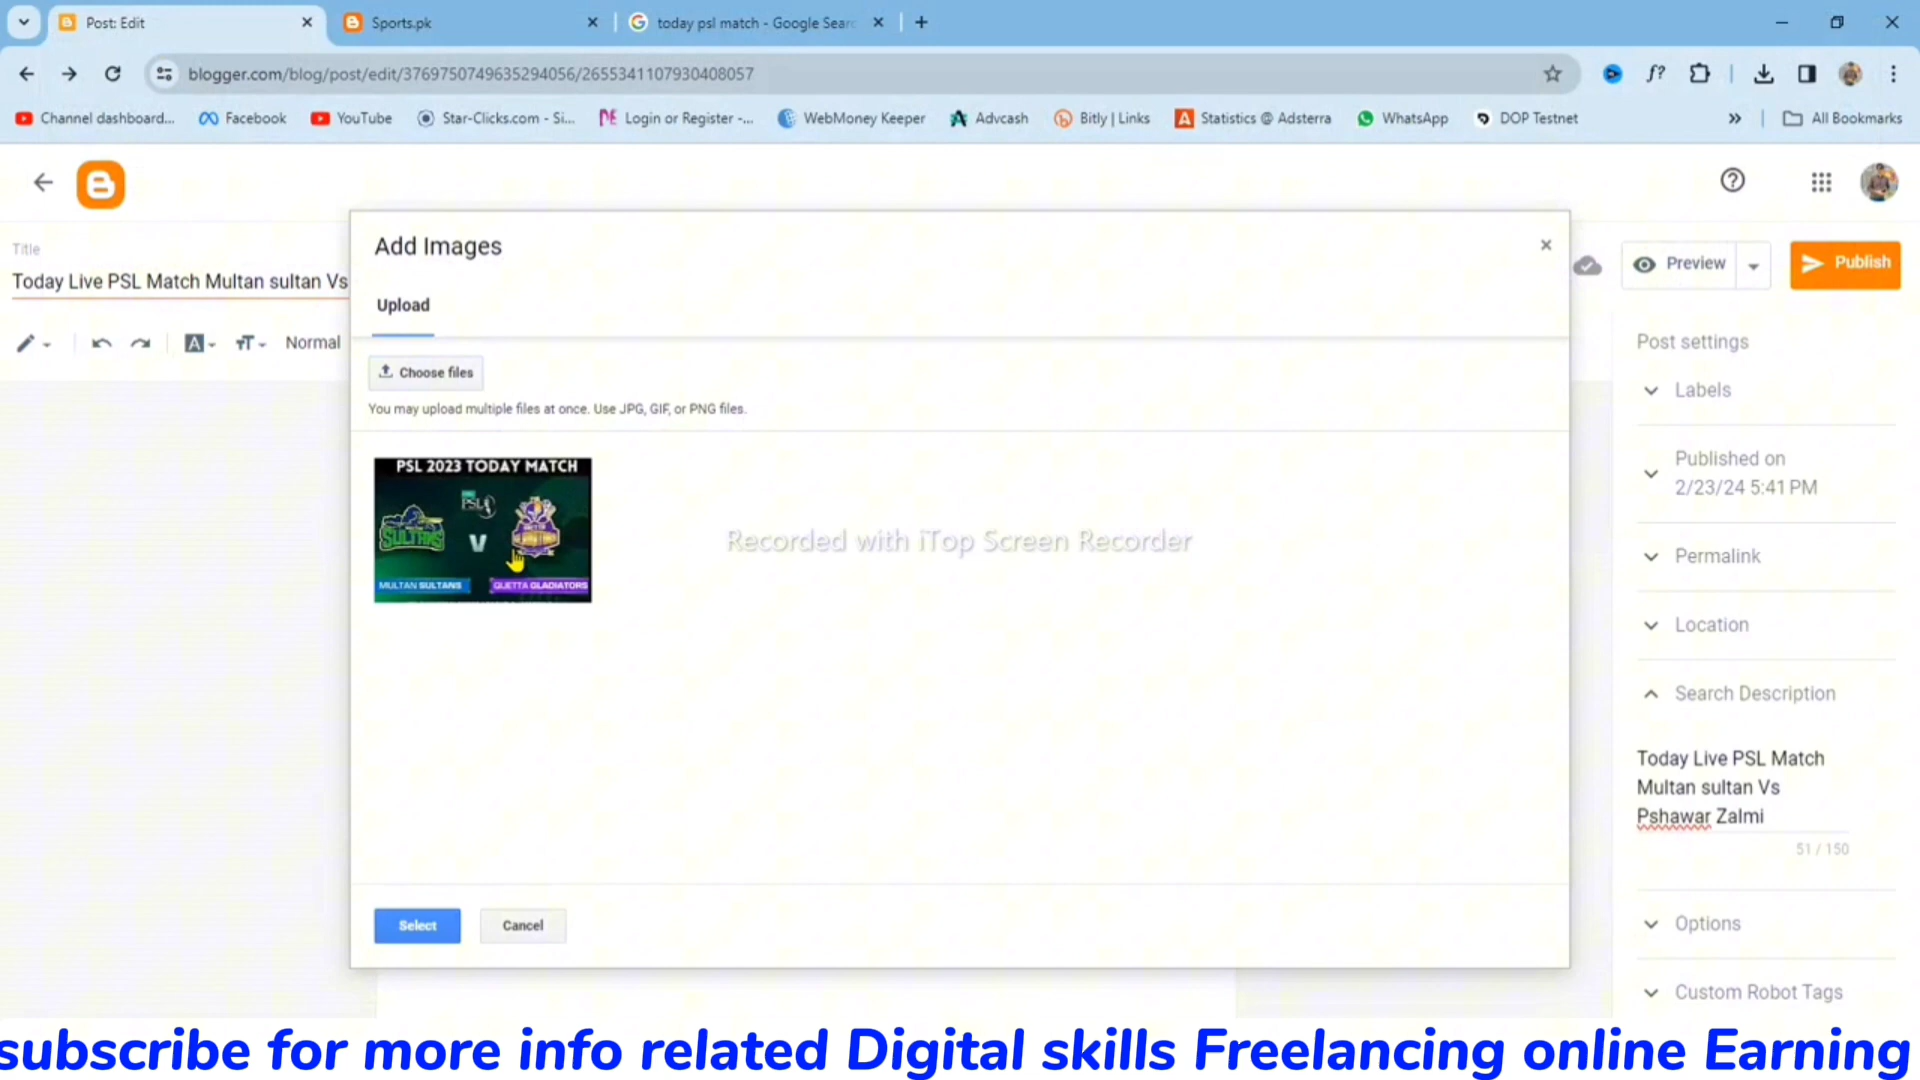 Post: Edit
Sports.pk
today psl match - Google Sear
blogger.com/blog/post/edit/3769750749635294056/2655341107930408057
f?
Channel dashboard...
Facebook
YouTube
Star-Clicks.com - Si...
Login or Register -...
WebMoney Keeper
Advcash
Bitly | Links
Statistics @ Adsterra
WhatsApp
DOP Testnet
»
All Bookmarks
Title
Today Live PSL Match Multan sultan Vs
Normal
Add Images
Upload
Choose files
You may upload multiple files at once. Use JPG, GIF, or PNG files.
PSL 2023 TODAY MATCH
PSL
SULTANS
V
MULTAN SULTANS
QUETTA GLADIATORS
Recorded with iTop Screen Recorder
Select
Cancel
Preview
Publish
Post settings
Labels
Published on
2/23/24 5:41 PM
Permalink
Location
Search Description
Today Live PSL Match
Multan sultan Vs
Pshawar Zalmi
51 / 150
Options
Custom Robot Tags
subscribe for more info related Digital skills Freelancing online Earning